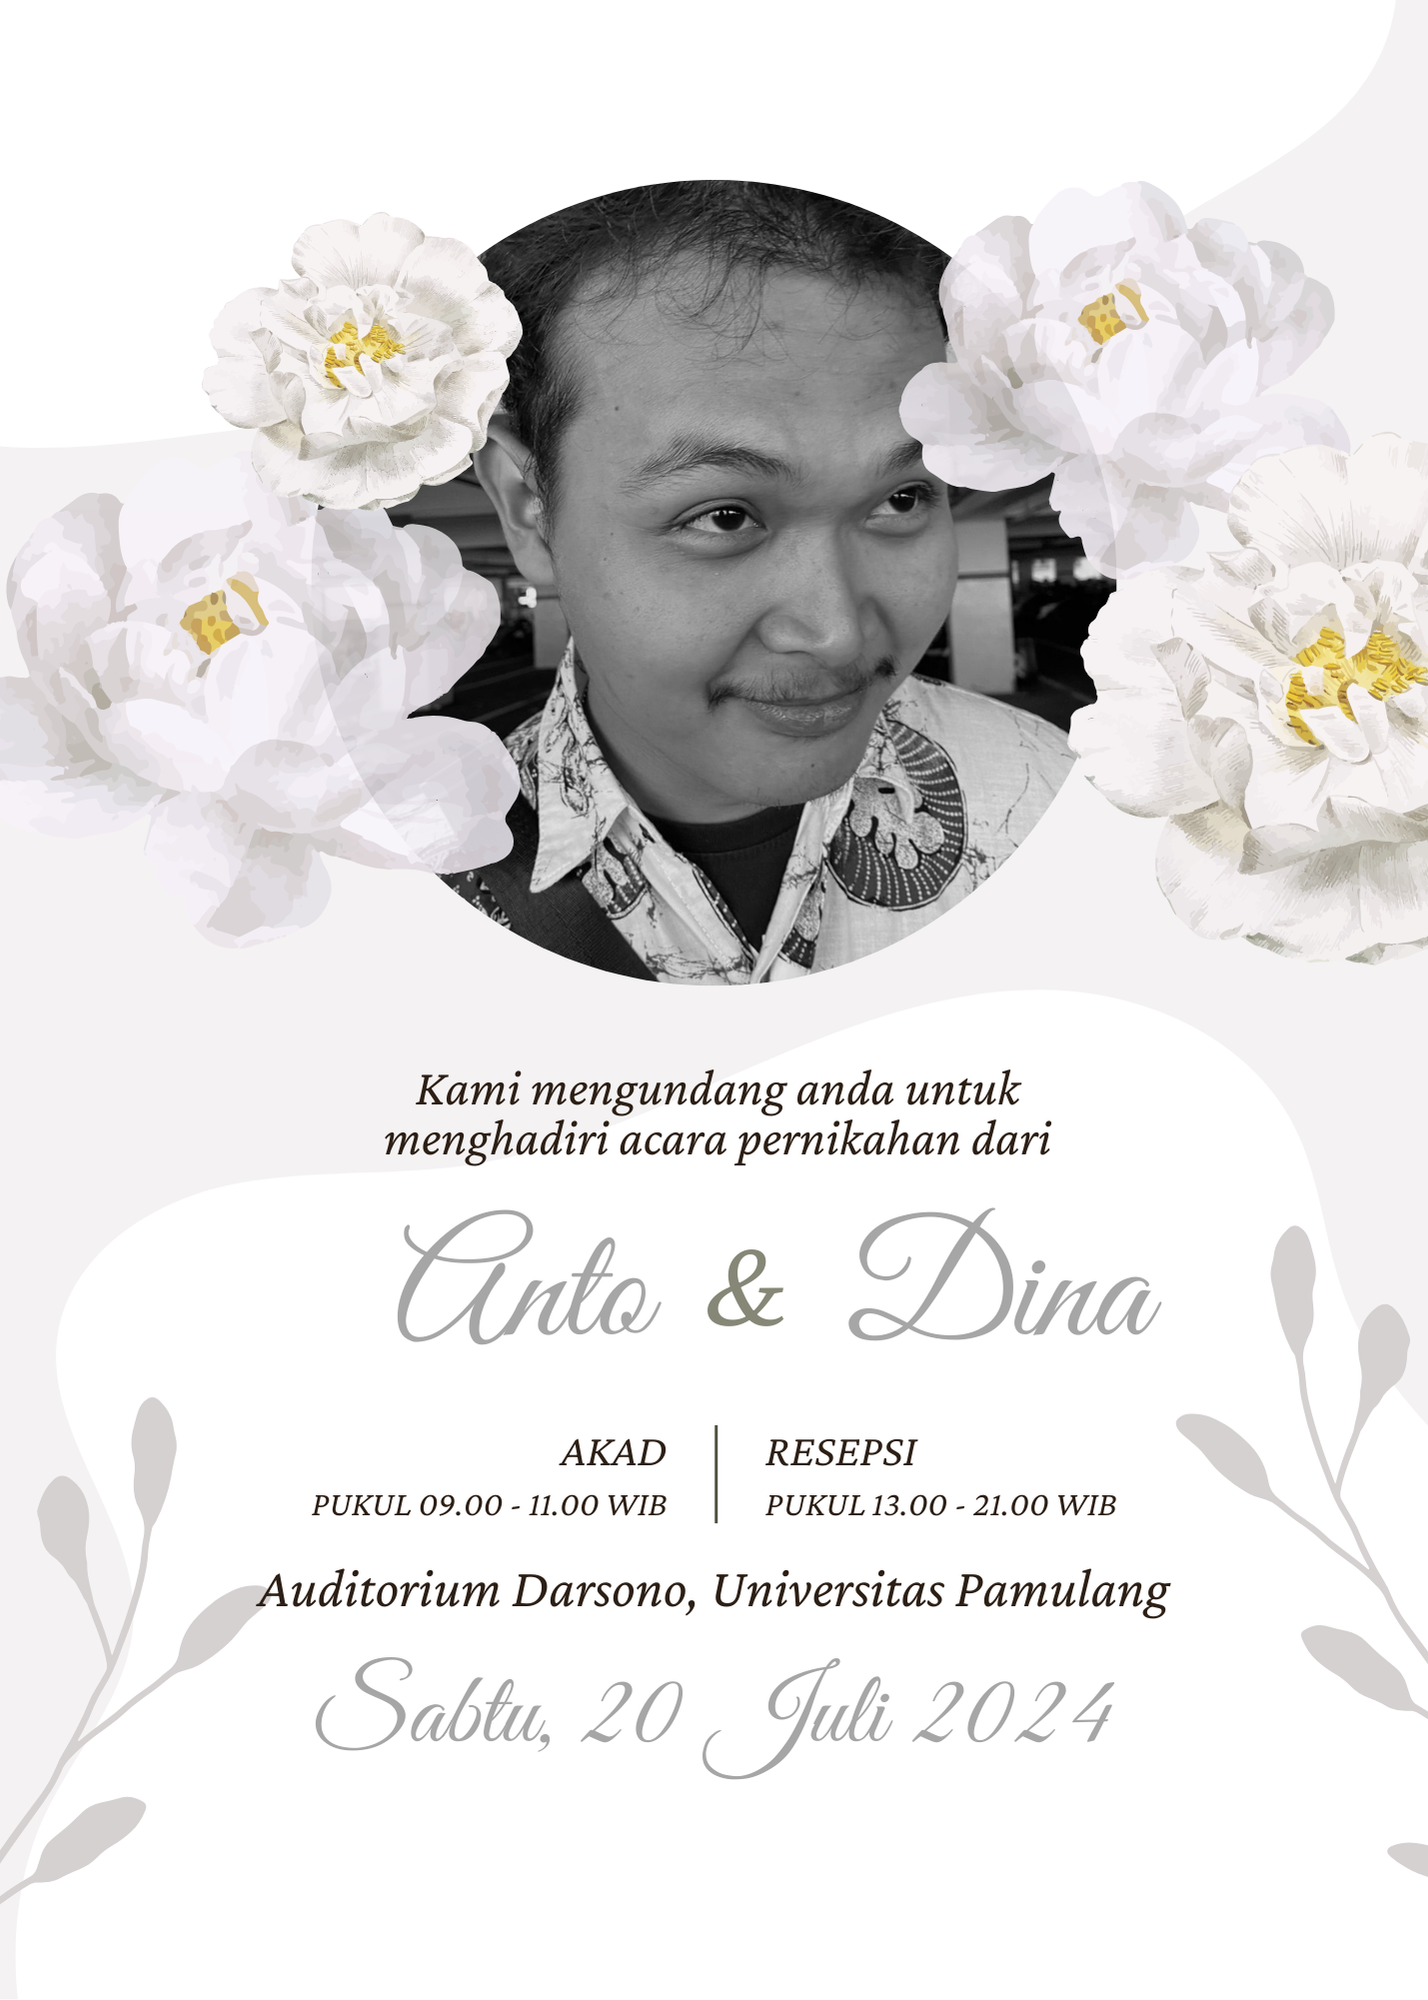 Kami mengundang anda untuk
menghadiri acara pernikahan dari
Anto & Dina
AKAD
PUKUL 09.00 - 11.00 WIB
RESEPSI
PUKUL 13.00 - 21.00 WIB
Auditorium Darsono, Universitas Pamulang
Sabtu, 20 Juli 2024